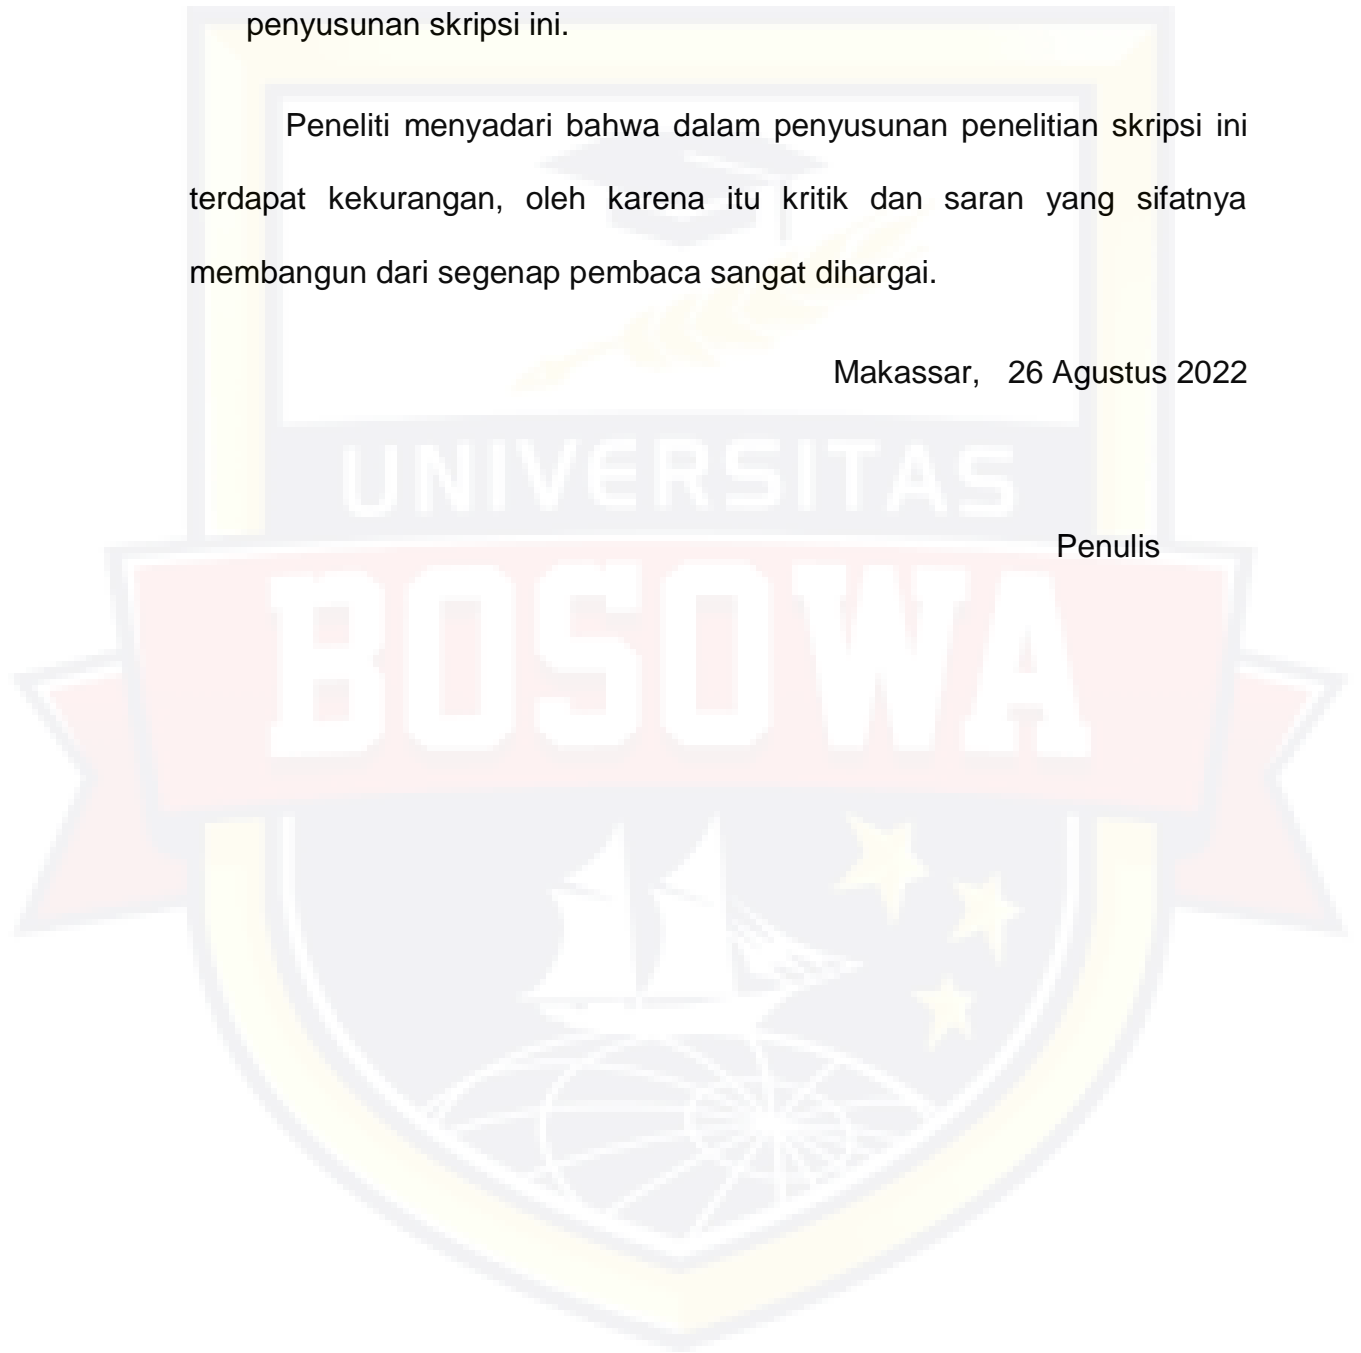 penyusunan skripsi ini.
Peneliti menyadari bahwa dalam penyusunan penelitian skripsi ini
terdapat kekurangan, oleh karena itu kritik dan saran yang sifatnya
membangun dari segenap pembaca sangat dihargai.
Makassar,   26 Agustus 2022
UNIVERSITAS
Penulis
BOSOWA